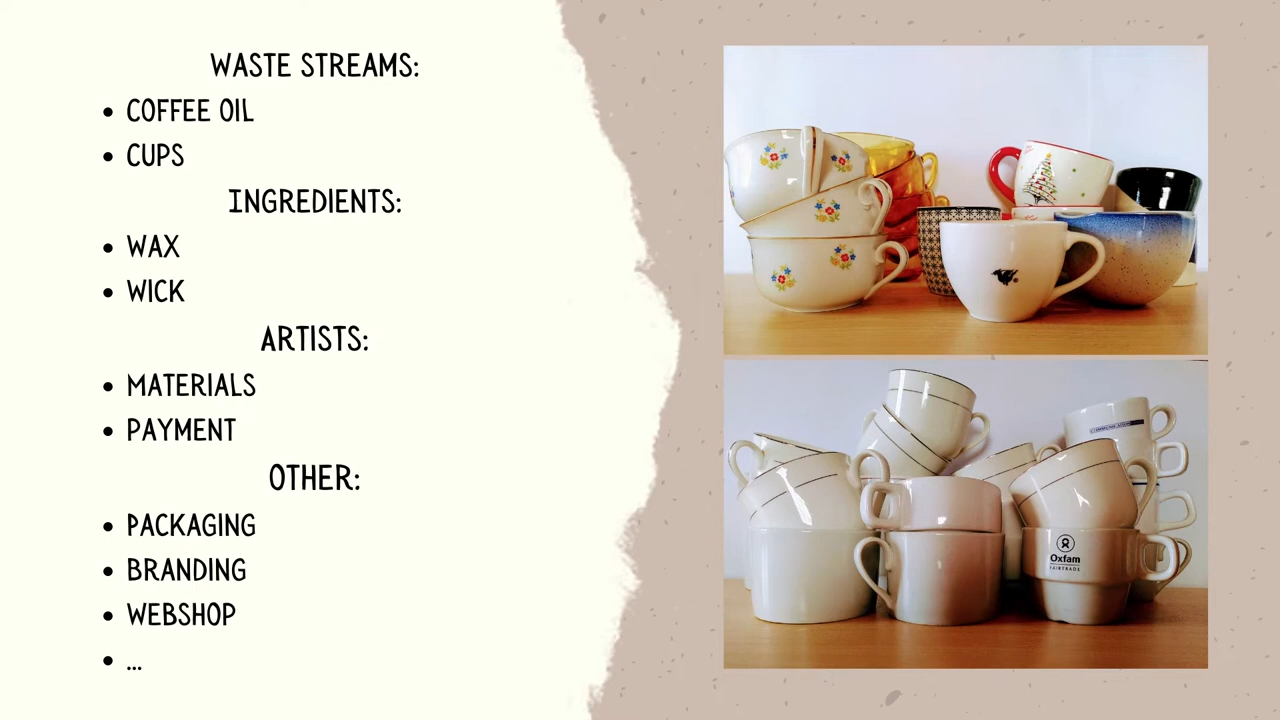 WASTE STREAMS:
• COFFEE OIL
• CUPS
INGREDIENTS:
• WAX
• WICK
ARTISTS:
• MATERIALS
• PAYMENT
OTHER:
• PACKAGING
• BRANDING
• WEBSHOP
• ...
Oxfam
FAIRTRADE